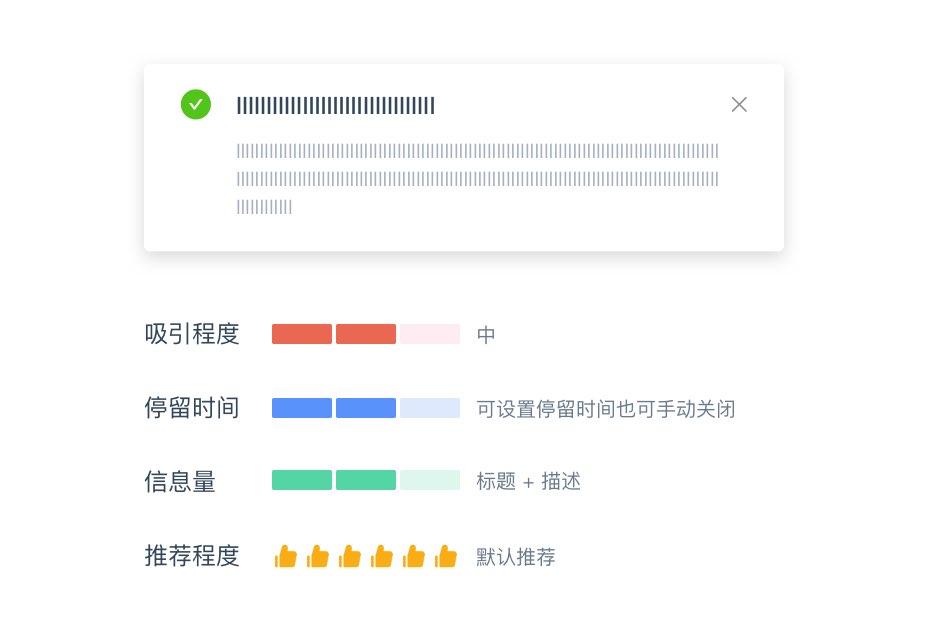 吸引程度 中
停留时间 可设置停留时间也可手动关闭
信息量 标题 + 描述
推荐程度 默认推荐